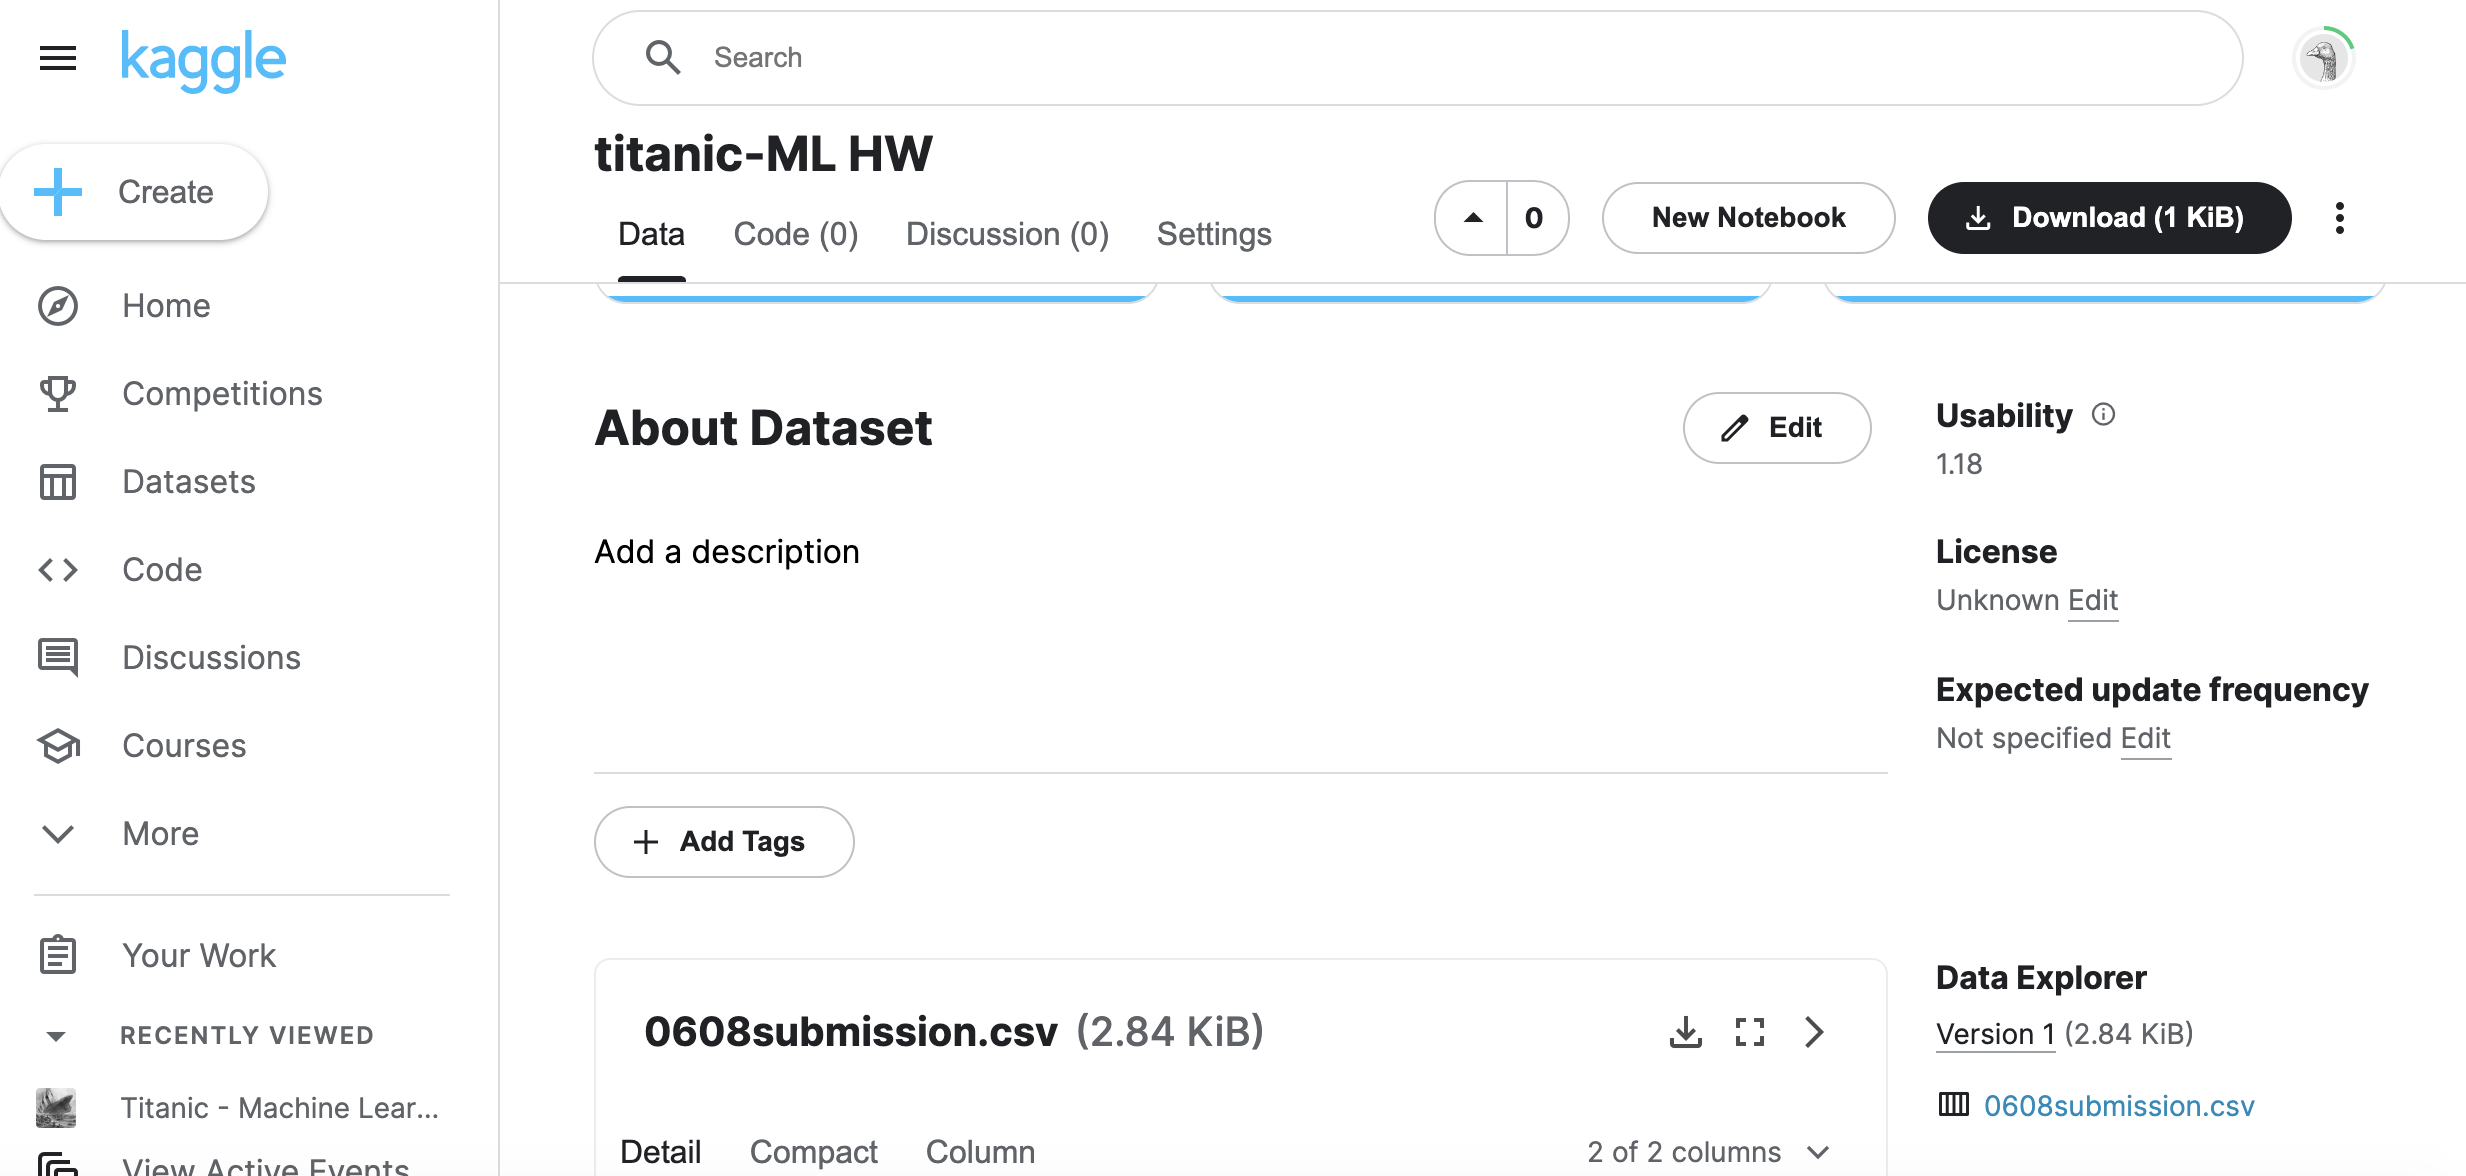 kaggle
Search
titanic-ML HW
Create
Data Code (0) Discussion (0) Settings
0
New Notebook
Download (1 KiB)
Home
Competitions
Datasets
Code
Discussions
Courses
More
Your Work
RECENTLY VIEWED
Titanic - Machine Lear...
View Active Events
About Dataset
Edit
Add a description
Add Tags
0608submission.csv (2.84 KiB)
Detail Compact Column 2 of 2 columns
Usability
1.18
License
Unknown Edit
Expected update frequency
Not specified Edit
Data Explorer
Version 1 (2.84 KiB)
0608submission.csv